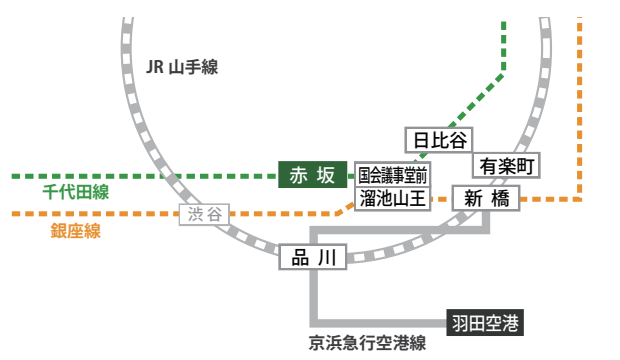 JR 山手線
日比谷
有楽町
赤坂
国会議事堂前
千代田線
溜池山王
新橋
渋谷
銀座線
品川
羽田空港
京浜急行空港線